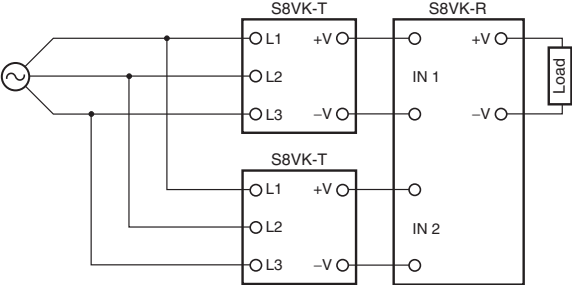 S8VK-T
L1
L2
L3
+V
−V
S8VK-R
IN 1
IN 2
+V
−V
Load
S8VK-T
L1
L2
L3
+V
−V